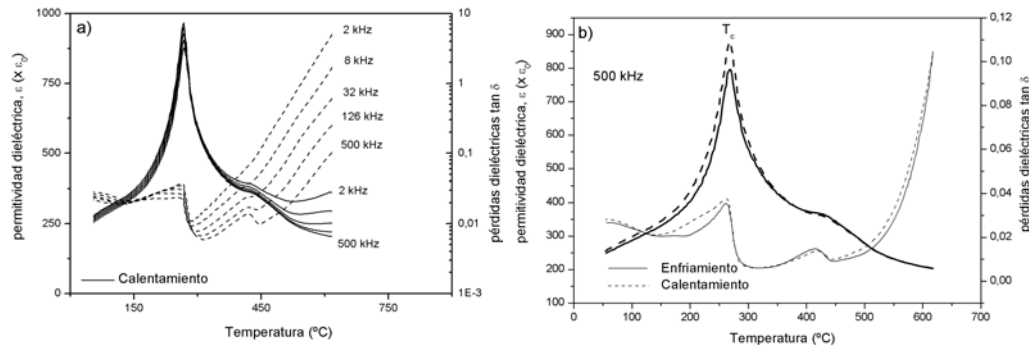 a)
permitividad dieléctrica, ε (x ε₀)
1000
750
500
250
0
60
150
300
450
600
750
900
Temperatura (ºC)
Calentamiento
2 kHz
8 kHz
32 kHz
126 kHz
500 kHz
2 kHz
500 kHz
10
1
0,1
0,01
1E-3
pérdidas dieléctricas tan δ
b)
permitividad dieléctrica, ε (x ε₀)
900
800
700
600
500
400
300
200
100
0
100
200
300
400
500
600
700
Temperatura (ºC)
500 kHz
T c
Enfriamiento
Calentamiento
0,12
0,10
0,08
0,06
0,04
0,02
0,00
pérdidas dieléctricas tan δ